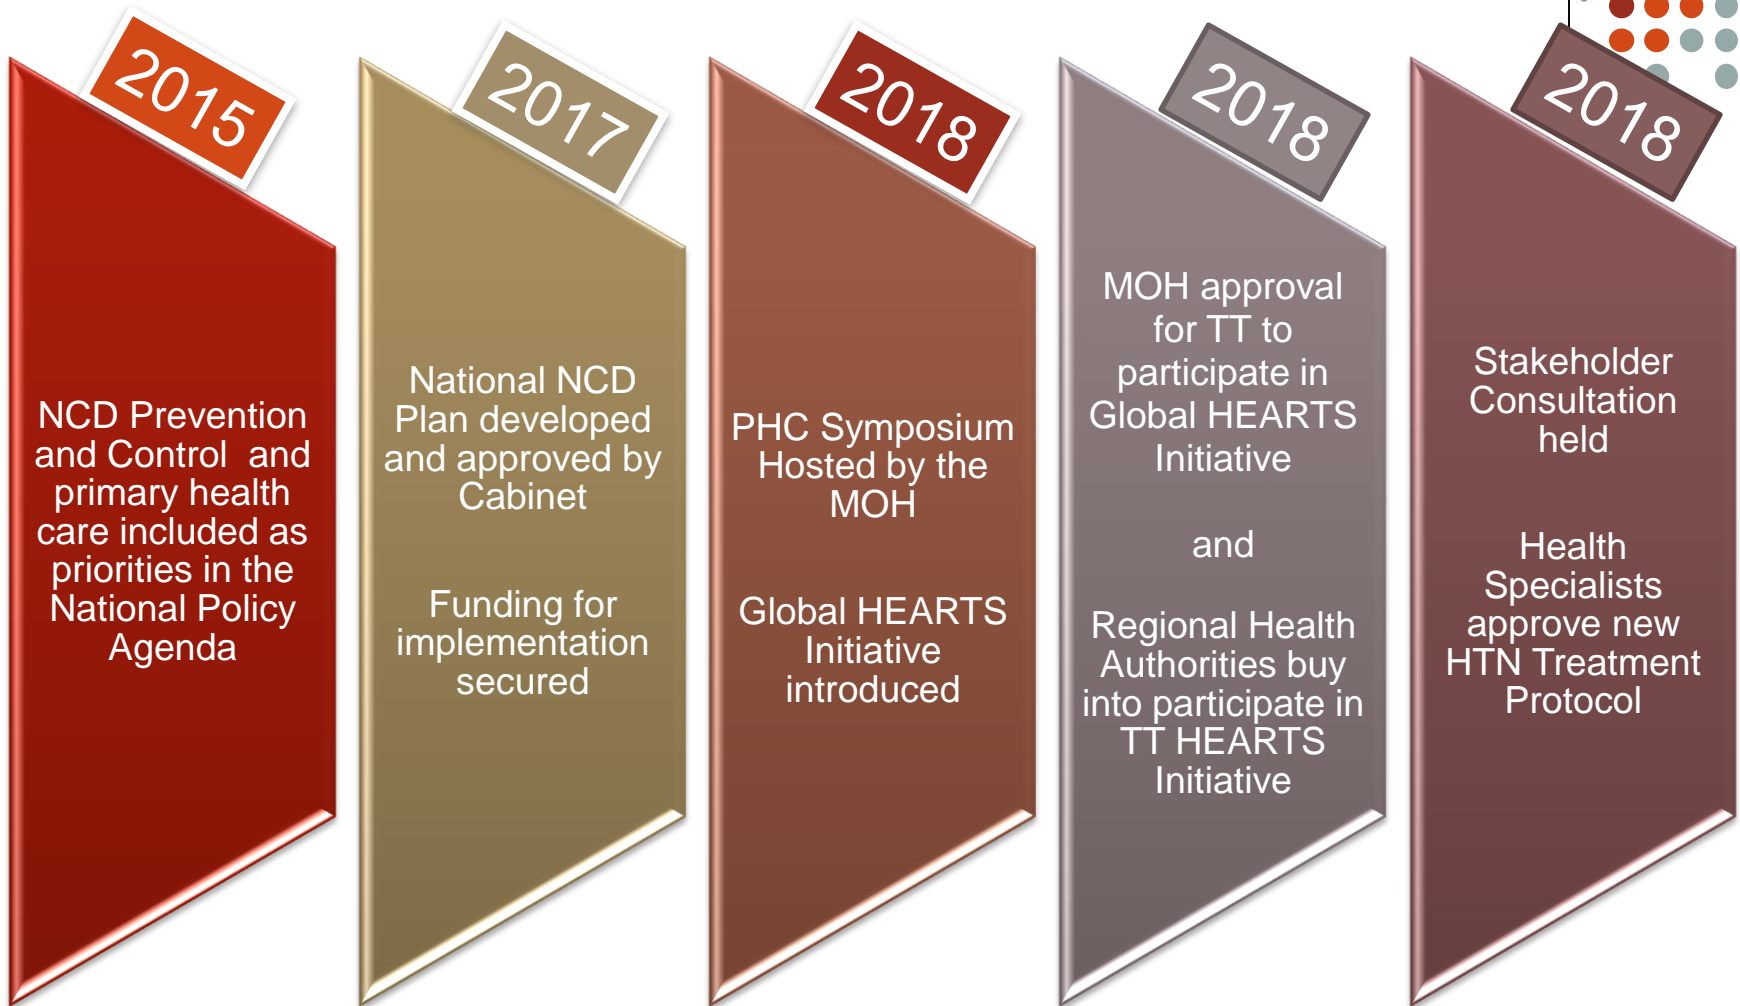 2015
NCD Prevention
and Control and
primary health
care included as
priorities in the
National Policy
Agenda
2017
National NCD
Plan developed
and approved by
Cabinet
Funding for
implementation
secured
2018
PHC Symposium
Hosted by the
MOH
Global HEARTS
Initiative
introduced
2018
MOH approval
for TT to
participate in
Global HEARTS
Initiative
and
Regional Health
Authorities buy
into participate in
TT HEARTS
Initiative
2018
Stakeholder
Consultation
held
Health
Specialists
approve new
HTN Treatment
Protocol